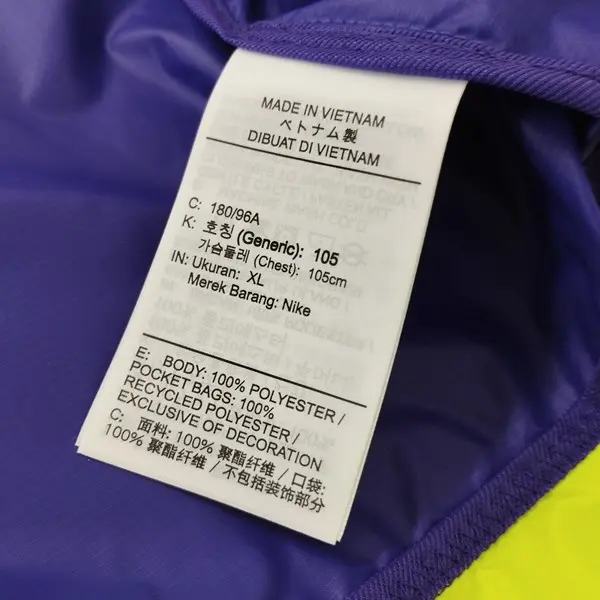 MADE IN VIETNAM
ベトナム製
DIBUAT DI VIETNAM
C: 180/96A
K: 호칭 (Generic): 105
가슴둘레 (Chest): 105cm
IN: Ukuran: XL
Merek Barang: Nike
E: BODY: 100% POLYESTER /
POCKET BAGS: 100%
RECYCLED POLYESTER /
EXCLUSIVE OF DECORATION
C: 面料: 100% 聚酯纤维 / 口袋:
100% 聚酯纤维 / 不包括装饰部分